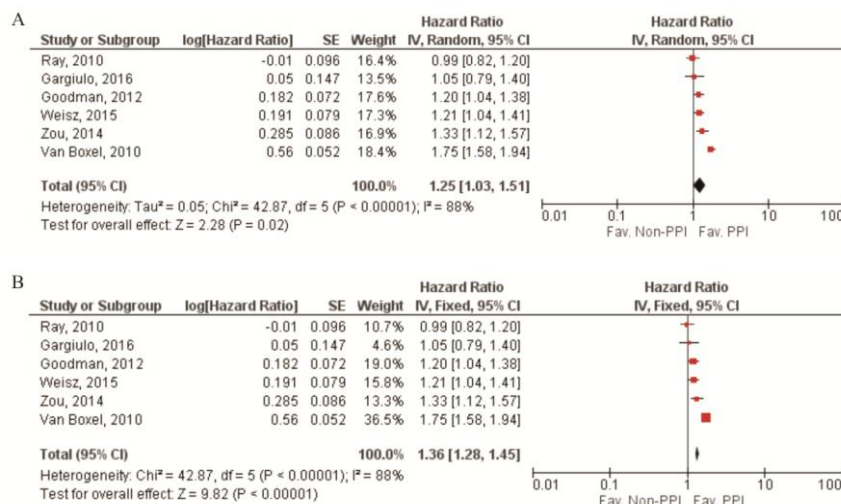 A
Hazard Ratio Hazard Ratio
Study or Subgroup log[Hazard Ratio] SE Weight IV, Random, 95% CI IV, Random, 95% CI
Ray, 2010 -0.01 0.096 16.4% 0.99 [0.82, 1.20]
Gargiulo, 2016 0.05 0.147 13.5% 1.05 [0.79, 1.40]
Goodman, 2012 0.182 0.072 17.6% 1.20 [1.04, 1.38]
Weisz, 2015 0.191 0.079 17.3% 1.21 [1.04, 1.41]
Zou, 2014 0.285 0.086 16.9% 1.33 [1.12, 1.57]
Van Boxel, 2010 0.56 0.052 18.4% 1.75 [1.58, 1.94]
Total (95% CI) 100.0% 1.25 [1.03, 1.51]
Heterogeneity: Tau² = 0.05; Chi² = 42.87, df = 5 (P < 0.00001); I² = 88%
Test for overall effect: Z = 2.28 (P = 0.02)
0.01 0.1 1 10 100
Fav. Non-PPI Fav. PPI
B
Hazard Ratio Hazard Ratio
Study or Subgroup log[Hazard Ratio] SE Weight IV, Fixed, 95% CI IV, Fixed, 95% CI
Ray, 2010 -0.01 0.096 10.7% 0.99 [0.82, 1.20]
Gargiulo, 2016 0.05 0.147 4.6% 1.05 [0.79, 1.40]
Goodman, 2012 0.182 0.072 19.0% 1.20 [1.04, 1.38]
Weisz, 2015 0.191 0.079 15.8% 1.21 [1.04, 1.41]
Zou, 2014 0.285 0.086 13.3% 1.33 [1.12, 1.57]
Van Boxel, 2010 0.56 0.052 36.5% 1.75 [1.58, 1.94]
Total (95% CI) 100.0% 1.36 [1.28, 1.45]
Heterogeneity: Chi² = 42.87, df = 5 (P < 0.00001); I² = 88%
Test for overall effect: Z = 9.82 (P < 0.00001)
0.01 0.1 1 10 100
Fav. Non-PPI Fav. PPI